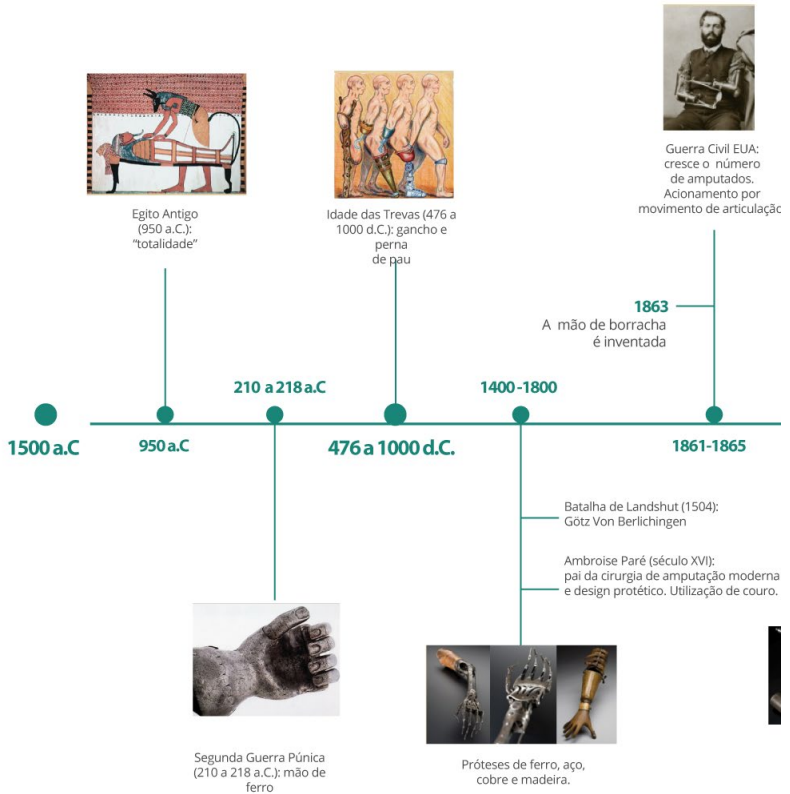 Guerra Civil EUA:
cresce o número
de amputados.
Acionamento por
movimento de articulação
Egito Antigo
(950 a.C.):
“totalidade”
Idade das Trevas (476 a
1000 d.C.): gancho e
perna
de pau
1863
A mão de borracha
é inventada
210 a 218 a.C
1400 -1800
1500 a.C
950 a.C
476 a 1000 d.C.
1861-1865
Batalha de Landshut (1504):
Götz Von Berlichingen
Ambroise Paré (século XVI):
pai da cirurgia de amputação moderna
e design protético. Utilização de couro.
Segunda Guerra Púnica
(210 a 218 a.C.): mão de
ferro
Próteses de ferro, aço,
cobre e madeira.